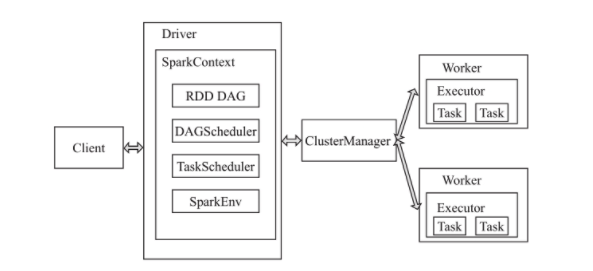 Driver
SparkContext
RDD DAG
DAGScheduler
TaskScheduler
SparkEnv
Client
ClusterManager
Worker
Executor
Task Task
Worker
Executor
Task Task